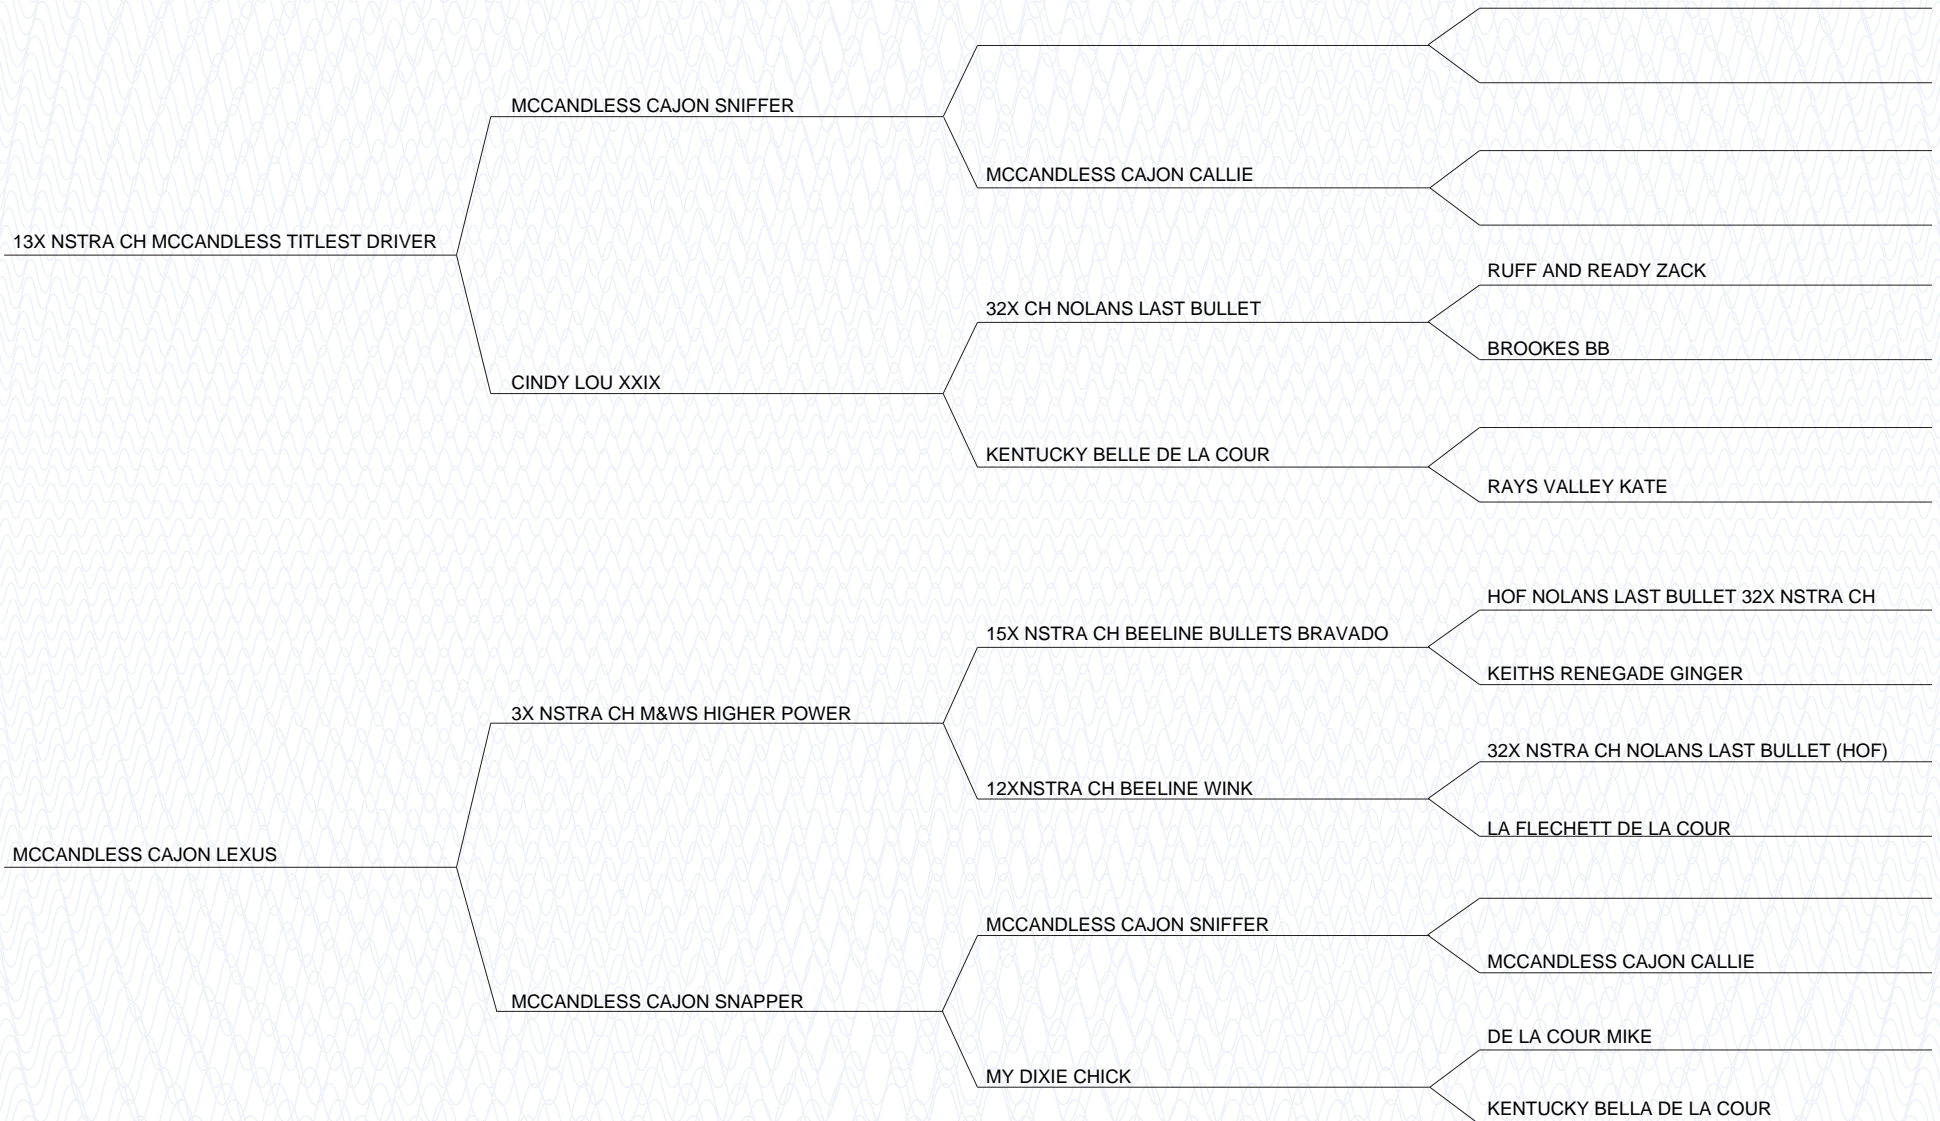 MCCANDLESS CAJON SNIFFER
MCCANDLESS CAJON CALLIE
13X NSTRA CH MCCANDLESS TITLEST DRIVER
RUFF AND READY ZACK
32X CH NOLANS LAST BULLET
BROOKES BB
CINDY LOU XXIX
KENTUCKY BELLE DE LA COUR
RAYS VALLEY KATE
HOF NOLANS LAST BULLET 32X NSTRA CH
15X NSTRA CH BEELINE BULLETS BRAVADO
KEITHS RENEGADE GINGER
3X NSTRA CH M&WS HIGHER POWER
32X NSTRA CH NOLANS LAST BULLET (HOF)
12XNSTRA CH BEELINE WINK
LA FLECHETT DE LA COUR
MCCANDLESS CAJON LEXUS
MCCANDLESS CAJON SNIFFER
MCCANDLESS CAJON CALLIE
MCCANDLESS CAJON SNAPPER
DE LA COUR MIKE
MY DIXIE CHICK
KENTUCKY BELLA DE LA COUR